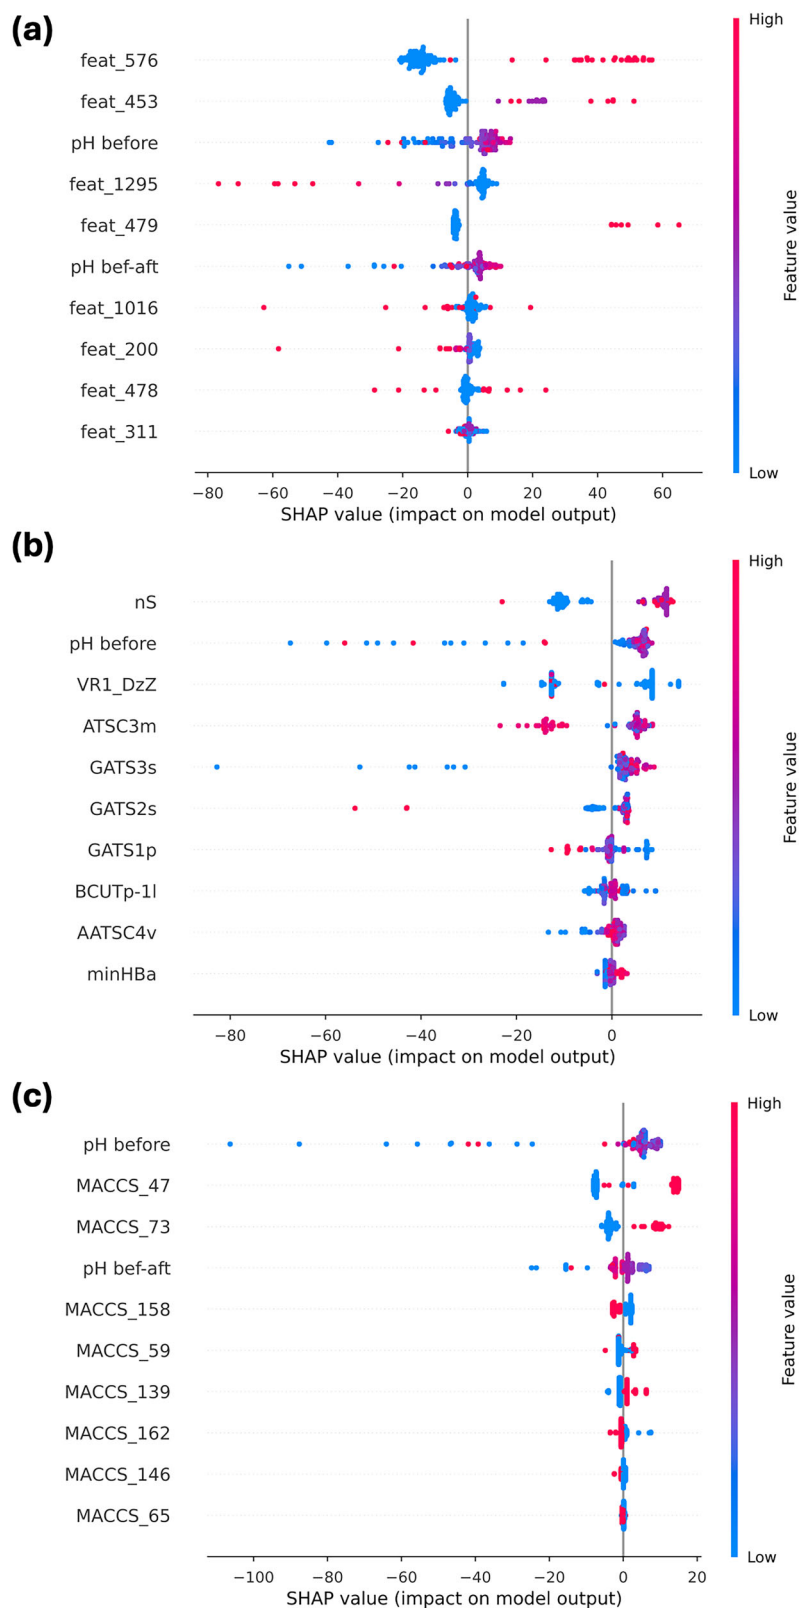 (a)
High
feat_576
feat_453
pH before
feat_1295
feat_479
pH bef-aft
feat_1016
feat_200
feat_478
feat_311
Feature value
Low
−80 −60 −40 −20 0 20 40 60
SHAP value (impact on model output)
(b)
High
nS
pH before
VR1_DzZ
ATSC3m
GATS3s
GATS2s
GATS1p
BCUTp-1l
AATSC4v
minHBa
Feature value
Low
−80 −60 −40 −20 0
SHAP value (impact on model output)
(c)
High
pH before
MACCS_47
MACCS_73
pH bef-aft
MACCS_158
MACCS_59
MACCS_139
MACCS_162
MACCS_146
MACCS_65
Feature value
Low
−100 −80 −60 −40 −20 0 20
SHAP value (impact on model output)